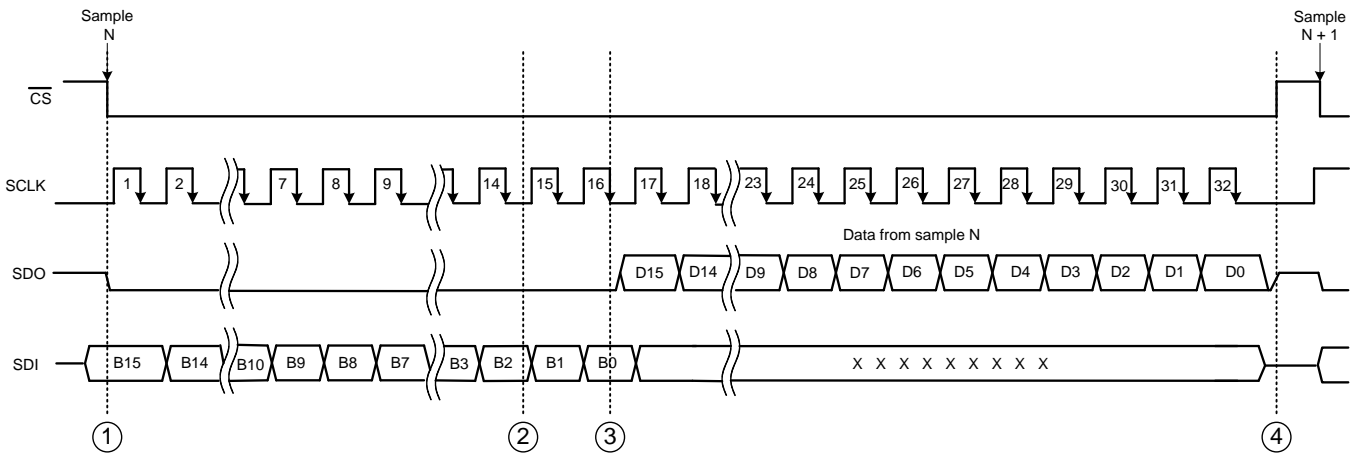 Sample
N
Sample
N + 1
CS
SCLK
1 2 7 8 9 14 15 16 17 18 23 24 25 26 27 28 29 30 31 32
Data from sample N
SDO
D15 D14 D9 D8 D7 D6 D5 D4 D3 D2 D1 D0
SDI
B15 B14 B10 B9 B8 B7 B3 B2 B1 B0 X X X X X X X X X
1 2 3 4